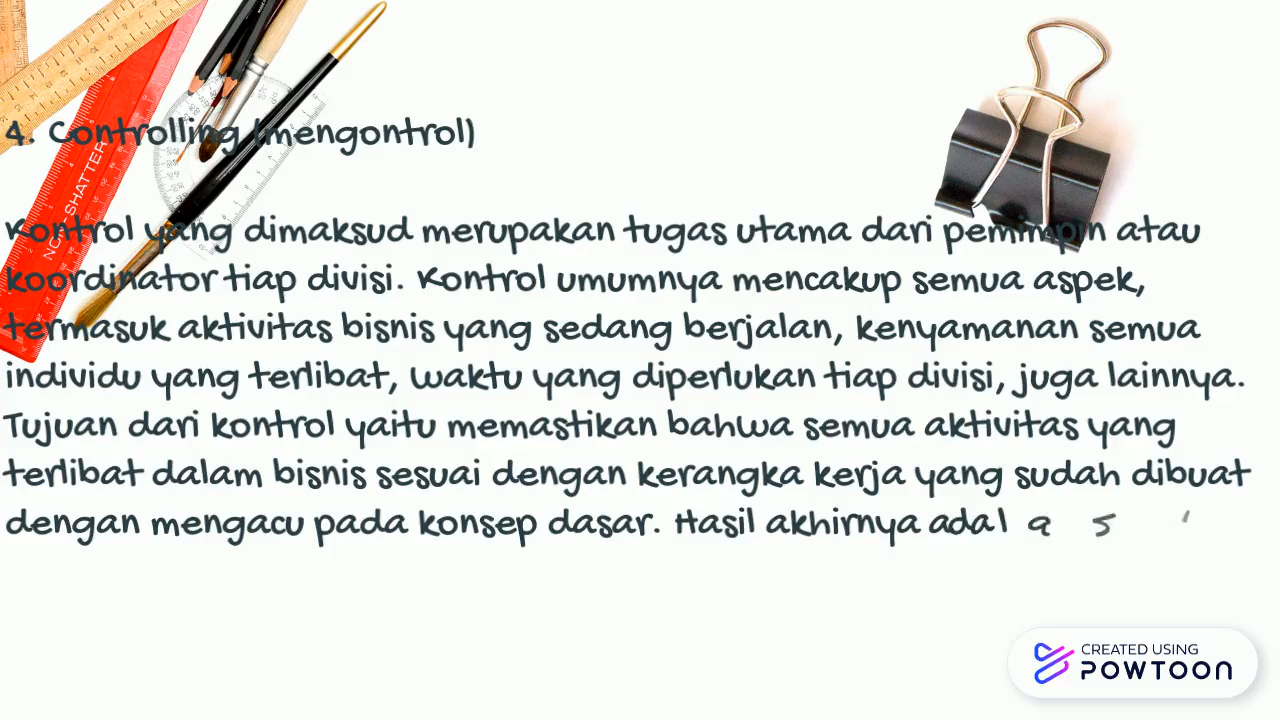 4. Controlling (mengontrol)
Kontrol yang dimaksud merupakan tugas utama dari pemimpin atau
koordinator tiap divisi. Kontrol umumnya mencakup semua aspek,
termasuk aktivitas bisnis yang sedang berjalan, kenyamanan semua
individu yang terlibat, waktu yang diperlukan tiap divisi, juga lainnya.
Tujuan dari kontrol yaitu memastikan bahwa semua aktivitas yang
terlibat dalam bisnis sesuai dengan kerangka kerja yang sudah dibuat
dengan mengacu pada konsep dasar. Hasil akhirnya adal a s
CREATED USING
POWTOON